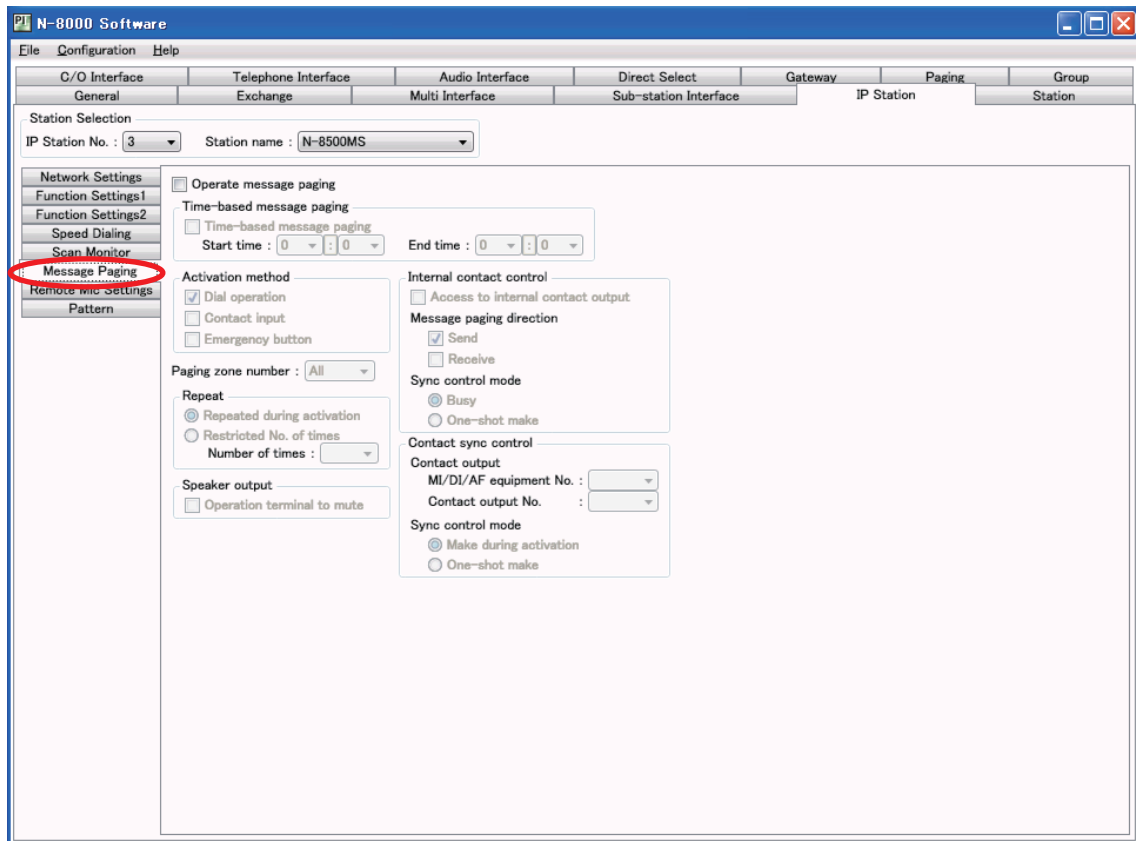 PJ N-8000 Software
File Configuration Help
C/O Interface Telephone Interface Audio Interface Direct Select Gateway Paging Group
General Exchange Multi Interface Sub-station Interface IP Station Station
Station Selection
IP Station No. : 3 Station name : N-8500MS
Network Settings
Function Settings1
Function Settings2
Speed Dialing
Scan Monitor
Message Paging
Remote Mic Settings
Pattern
Operate message paging
Time-based message paging
Time-based message paging
Start time : 0 : 0 End time : 0 : 0
Activation method
Dial operation
Contact input
Emergency button
Paging zone number : All
Repeat
Repeated during activation
Restricted No. of times
Number of times :
Speaker output
Operation terminal to mute
Internal contact control
Access to internal contact output
Message paging direction
Send
Receive
Sync control mode
Busy
One-shot make
Contact sync control
Contact output
MI/DI/AF equipment No. :
Contact output No. :
Sync control mode
Make during activation
One-shot make